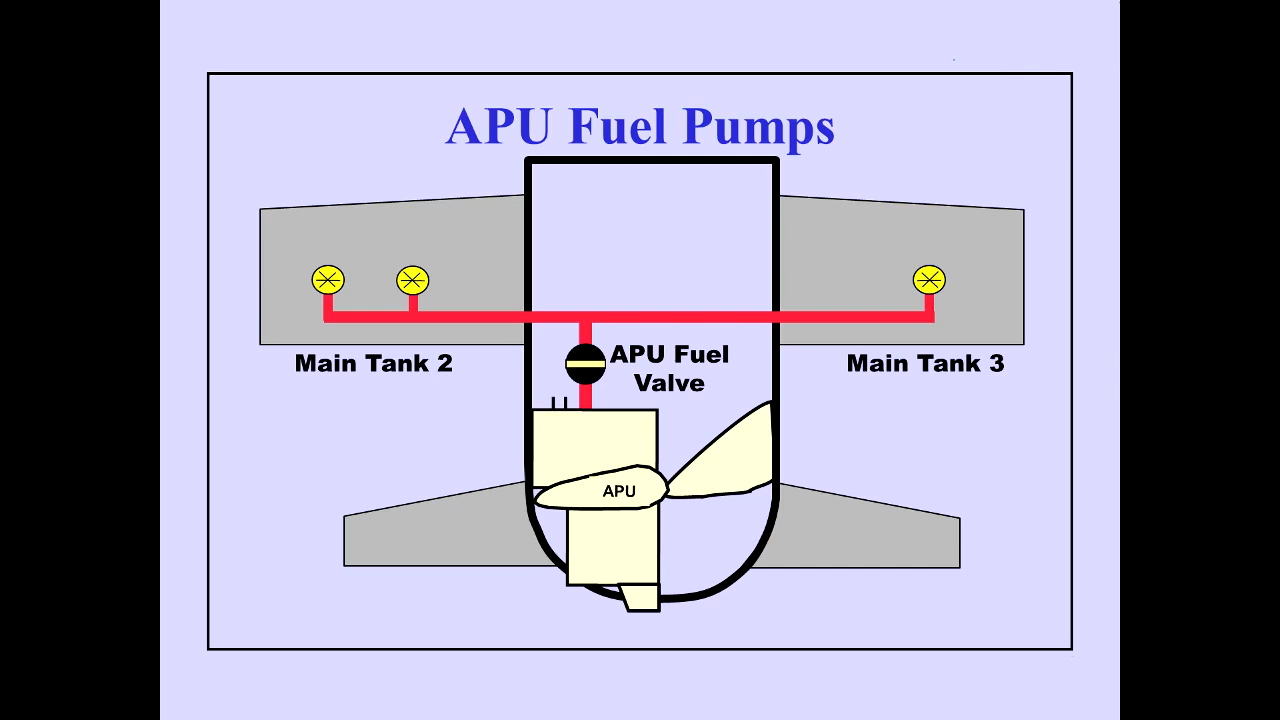 APU Fuel Pumps
APU Fuel
Valve
Main Tank 2
Main Tank 3
APU